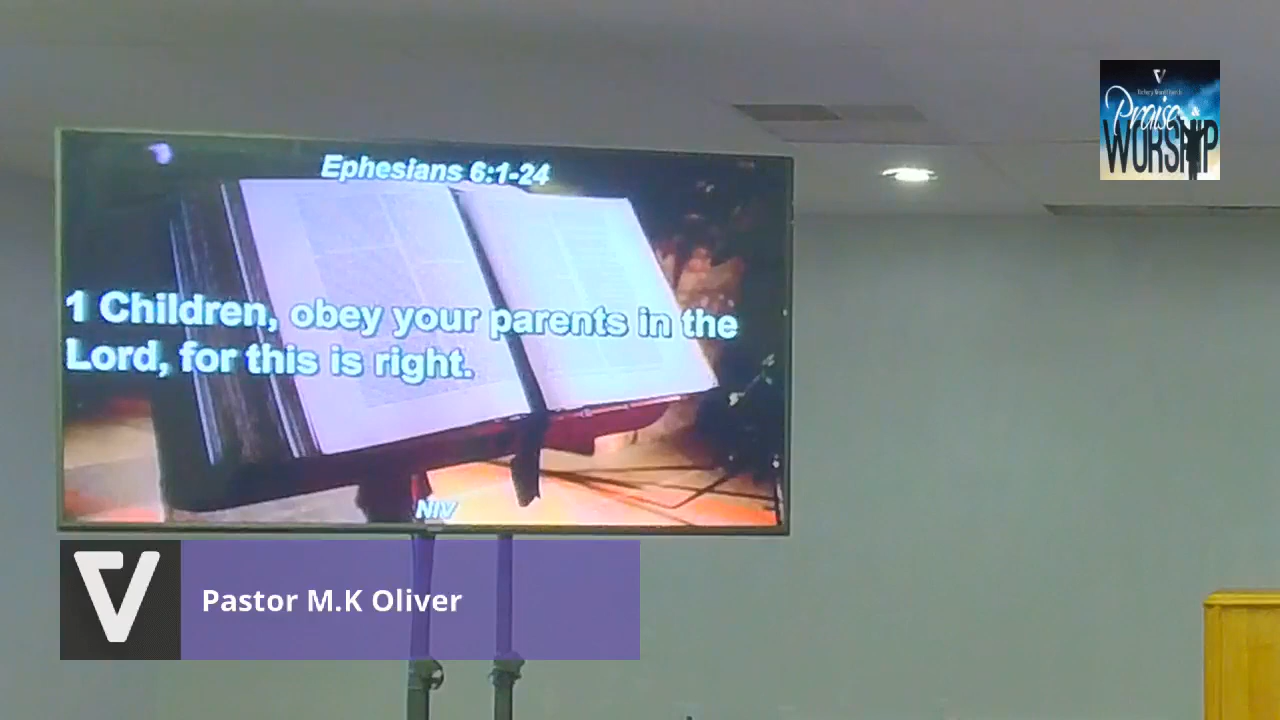 Ephesians 6:1-24
1 Children, obey your parents in the
Lord, for this is right.
NIV
Praise &
WORSHIP
Pastor M.K Oliver